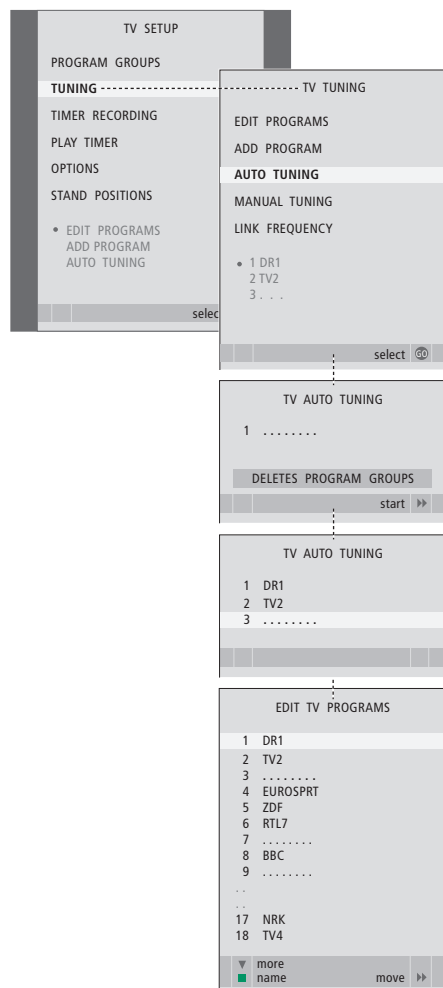 TV SETUP
PROGRAM GROUPS
TUNING
TIMER RECORDING
PLAY TIMER
OPTIONS
STAND POSITIONS
• EDIT PROGRAMS
ADD PROGRAM
AUTO TUNING
selec
TV TUNING
EDIT PROGRAMS
ADD PROGRAM
AUTO TUNING
MANUAL TUNING
LINK FREQUENCY
• 1 DR1
2 TV2
3 . . .
select GO
TV AUTO TUNING
1 ........
DELETES PROGRAM GROUPS
start
TV AUTO TUNING
1 DR1
2 TV2
3 ........
EDIT TV PROGRAMS
1 DR1
2 TV2
3 ........
4 EUROSPRT
5 ZDF
6 RTL7
7 ........
8 BBC
9 ........
. .
. .
17 NRK
18 TV4
more
name move